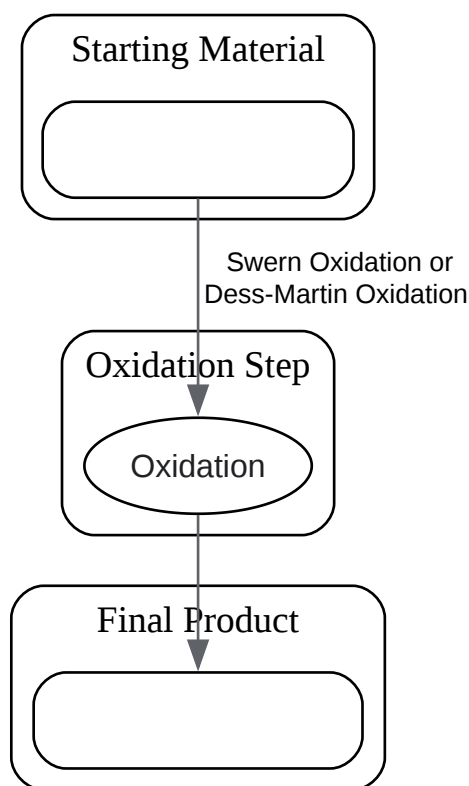 Starting Material
Swern Oxidation or
Dess-Martin Oxidation
Oxidation Step
Oxidation
Final Product